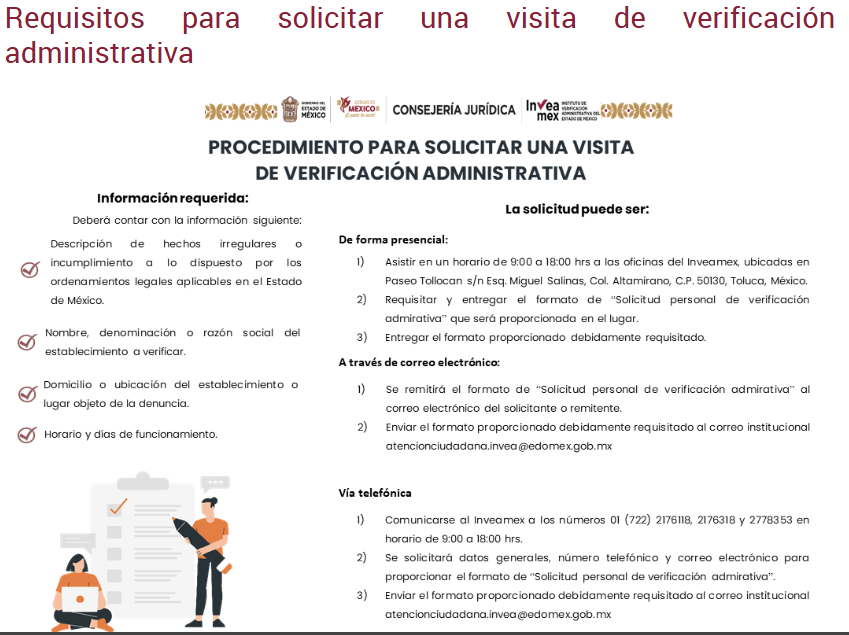 Requisitos para solicitar una visita de verificación
administrativa
GOBIERNO DEL
ESTADO DE
MÉXICO
ESTADO DE
MÉXICO
¡El poder de servir!
CONSEJERÍA JURÍDICA
Invea
mex
INSTITUTO DE
VERIFICACIÓN
ADMINISTRATIVA DEL
ESTADO DE MÉXICO
PROCEDIMIENTO PARA SOLICITAR UNA VISITA
DE VERIFICACIÓN ADMINISTRATIVA
Información requerida:
Deberá contar con la información siguiente:
Descripción de hechos irregulares o
incumplimiento a lo dispuesto por los
ordenamientos legales aplicables en el Estado
de México.
Nombre, denominación o razón social del
establecimiento a verificar.
Domicilio o ubicación del establecimiento o
lugar objeto de la denuncia.
Horario y días de funcionamiento.
La solicitud puede ser:
De forma presencial:
1) Asistir en un horario de 9:00 a 18:00 hrs a las oficinas del Inveamex, ubicadas en
Paseo Tollocan s/n Esq. Miguel Salinas, Col. Altamirano, C.P. 50130, Toluca, México.
2) Requisitar y entregar el formato de “Solicitud personal de verificación
admirativa” que será proporcionada en el lugar.
3) Entregar el formato proporcionado debidamente requisitado.
A través de correo electrónico:
1) Se remitirá el formato de “Solicitud personal de verificación admirativa” al
correo electrónico del solicitante o remitente.
2) Enviar el formato proporcionado debidamente requisitado al correo institucional
atencionciudadana.invea@edomex.gob.mx
Vía telefónica
1) Comunicarse al Inveamex a los números 01 (722) 2176118, 2176318 y 2778353 en
horario de 9:00 a 18:00 hrs.
2) Se solicitará datos generales, número telefónico y correo electrónico para
proporcionar el formato de “Solicitud personal de verificación admirativa”.
3) Enviar el formato proporcionado debidamente requisitado al correo institucional
atencionciudadana.invea@edomex.gob.mx